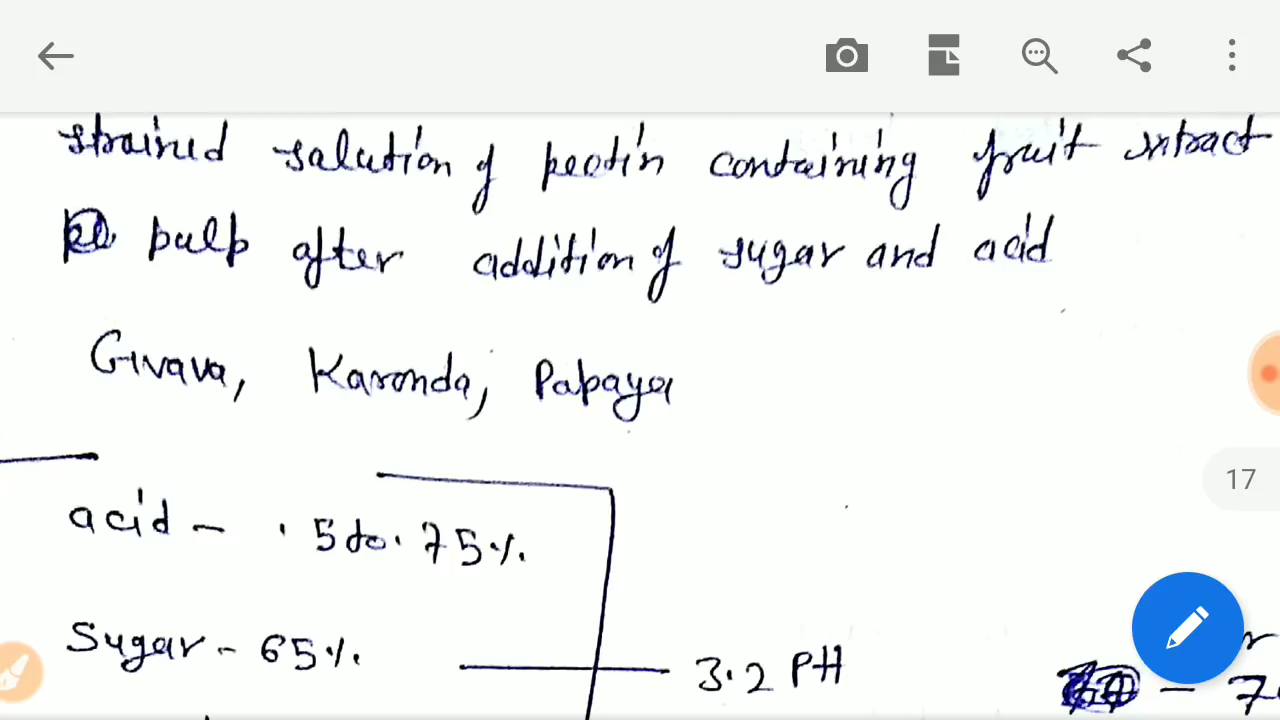 strained solution of pectin containing fruit extract
pulp after addition of sugar and acid
Guava, Karonda, Papaya
17
acid - .5 to .75%
Sugar - 65%
3.2 PH